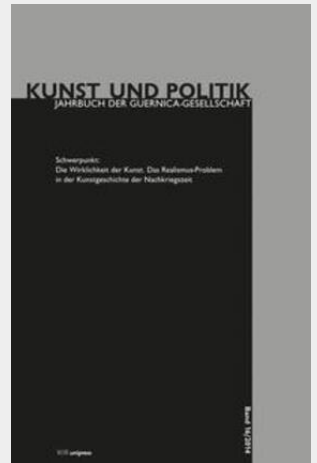 KUNST UND POLITIK
JAHRBUCH DER GUERNICA-GESELLSCHAFT
Schwerpunkt:
Die Wirklichkeit der Kunst. Das Realismus-Problem
in der Kunstgeschichte der Nachkriegszeit
Band 16/2014
V&R unipress